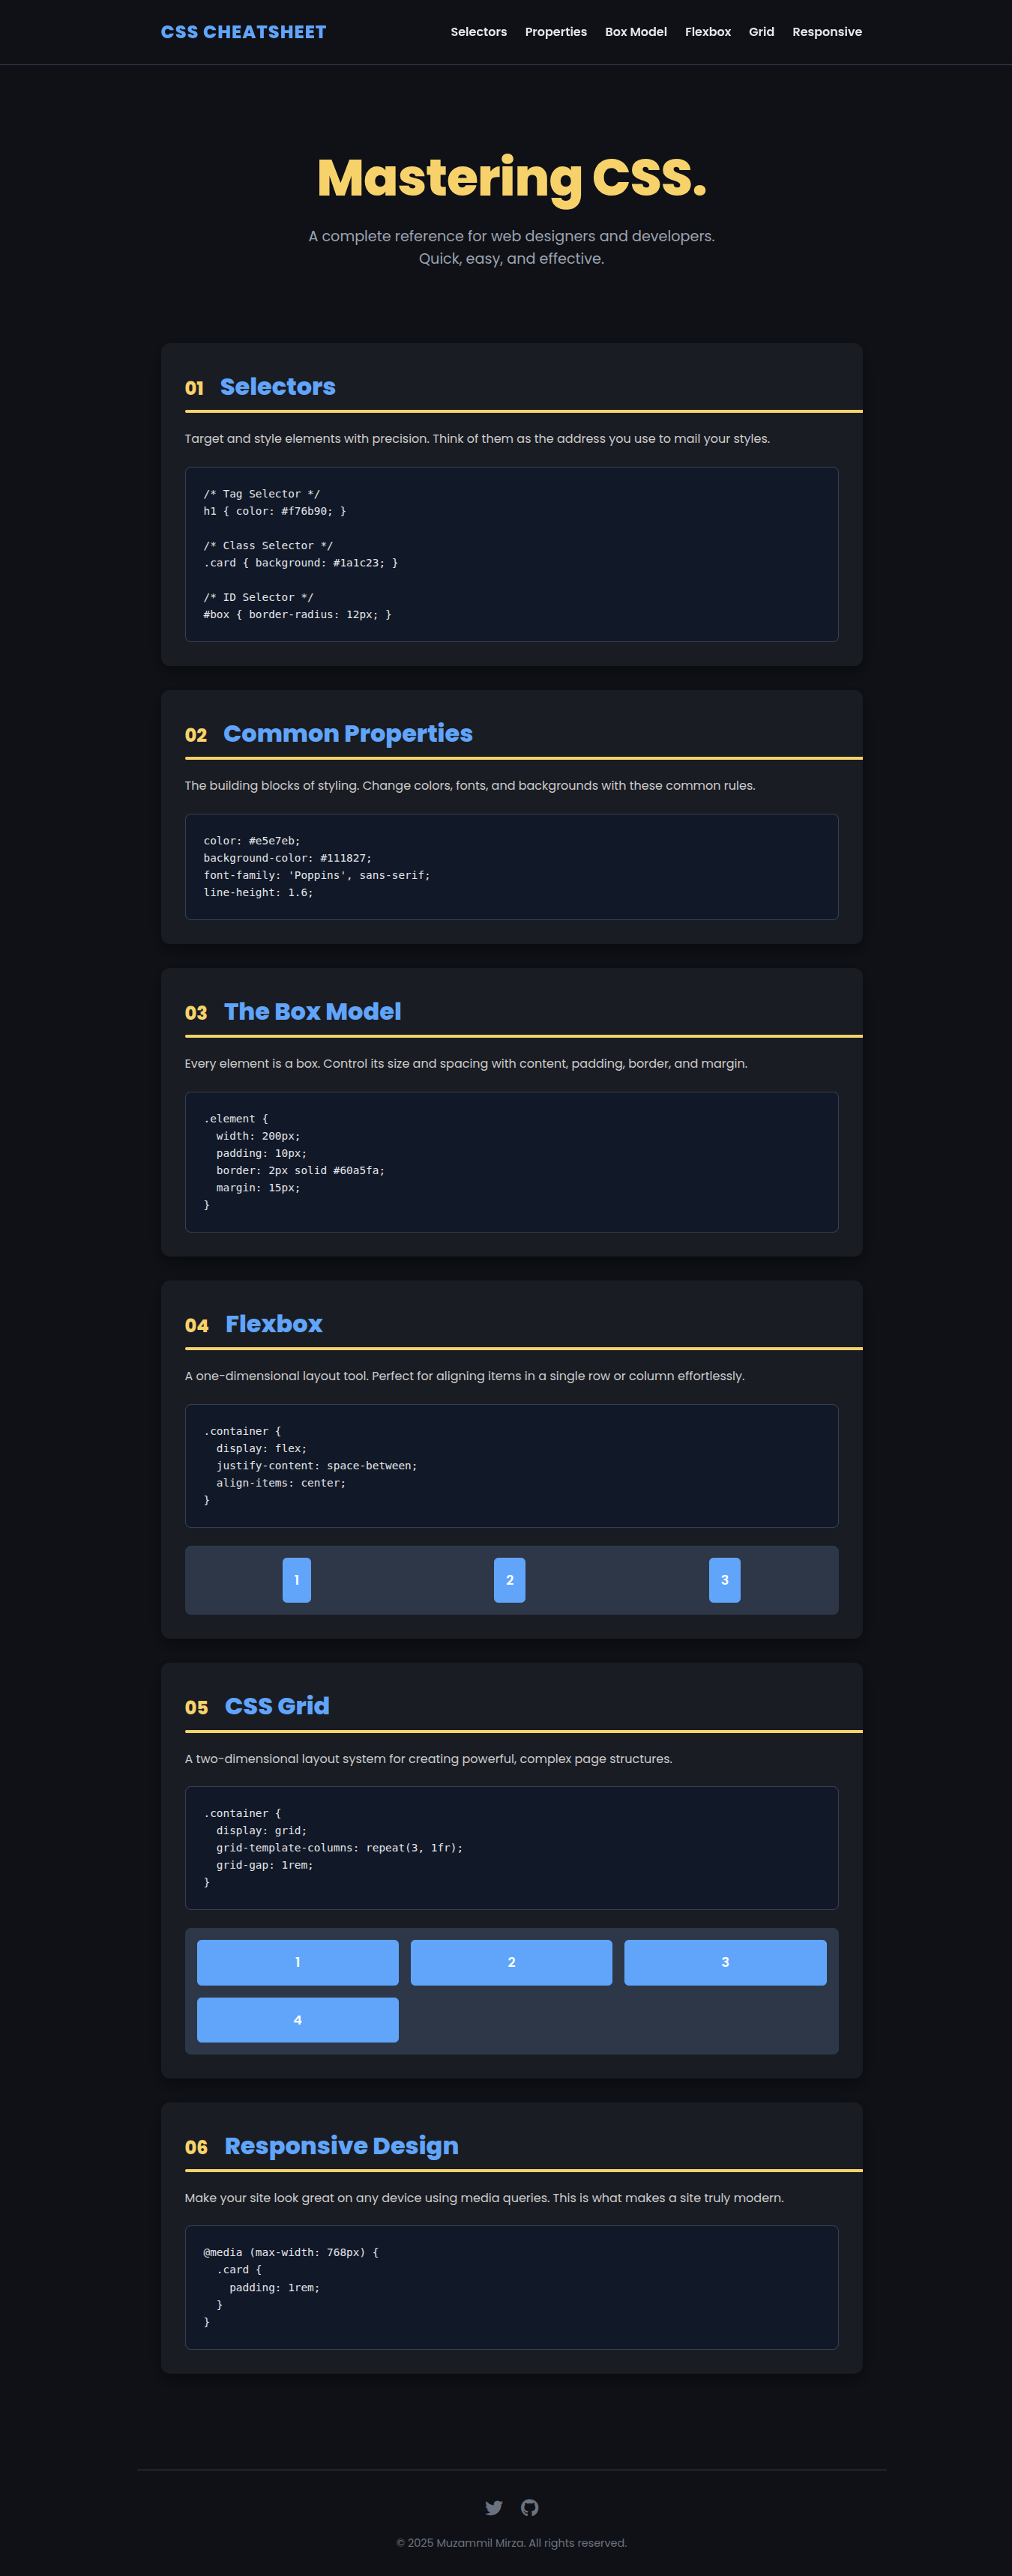 CSS CHEATSHEET
Selectors Properties Box Model Flexbox Grid Responsive
Mastering CSS.
A complete reference for web designers and developers.
Quick, easy, and effective.
01 Selectors
Target and style elements with precision. Think of them as the address you use to mail your styles.
/* Tag Selector */
h1 { color: #f76b90; }
/* Class Selector */
.card { background: #1a1c23; }
/* ID Selector */
#box { border-radius: 12px; }
02 Common Properties
The building blocks of styling. Change colors, fonts, and backgrounds with these common rules.
color: #e5e7eb;
background-color: #111827;
font-family: 'Poppins', sans-serif;
line-height: 1.6;
03 The Box Model
Every element is a box. Control its size and spacing with content, padding, border, and margin.
.element {
  width: 200px;
  padding: 10px;
  border: 2px solid #60a5fa;
  margin: 15px;
}
04 Flexbox
A one-dimensional layout tool. Perfect for aligning items in a single row or column effortlessly.
.container {
  display: flex;
  justify-content: space-between;
  align-items: center;
}
1 2 3
05 CSS Grid
A two-dimensional layout system for creating powerful, complex page structures.
.container {
  display: grid;
  grid-template-columns: repeat(3, 1fr);
  grid-gap: 1rem;
}
1 2 3
4
06 Responsive Design
Make your site look great on any device using media queries. This is what makes a site truly modern.
@media (max-width: 768px) {
  .card {
    padding: 1rem;
  }
}
© 2025 Muzammil Mirza. All rights reserved.